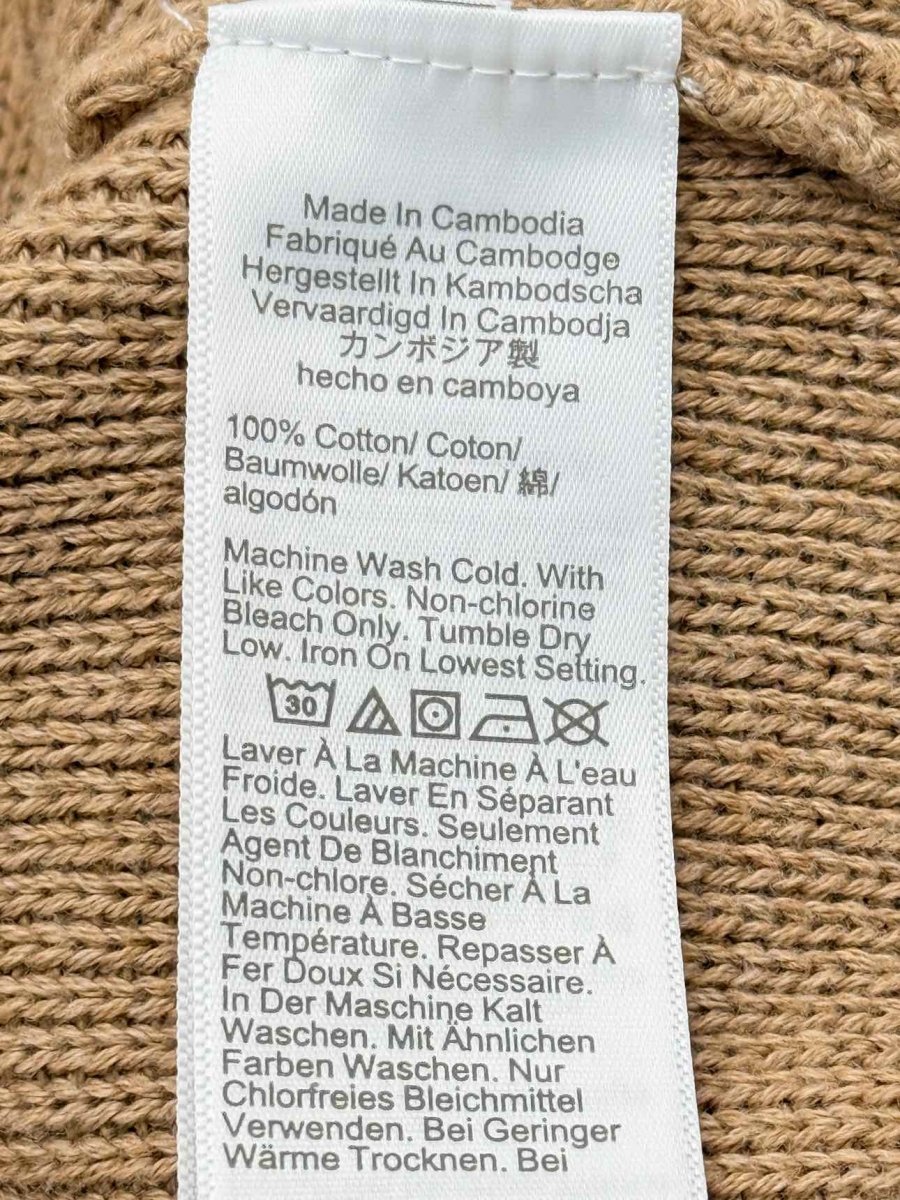 Made In Cambodia
Fabriqué Au Cambodge
Hergestellt In Kambodscha
Vervaardigd In Cambodja
カンボジア製
hecho en camboya
100% Cotton/ Coton/
Baumwolle/ Katoen/ 綿/
algodón
Machine Wash Cold. With
Like Colors. Non-chlorine
Bleach Only. Tumble Dry
Low. Iron On Lowest Setting.
30
Laver À La Machine À L'eau
Froide. Laver En Séparant
Les Couleurs. Seulement
Agent De Blanchiment
Non-chlore. Sécher À La
Machine À Basse
Température. Repasser À
Fer Doux Si Nécessaire.
In Der Maschine Kalt
Waschen. Mit Ähnlichen
Farben Waschen. Nur
Chlorfreies Bleichmittel
Verwenden. Bei Geringer
Wärme Trocknen. Bei